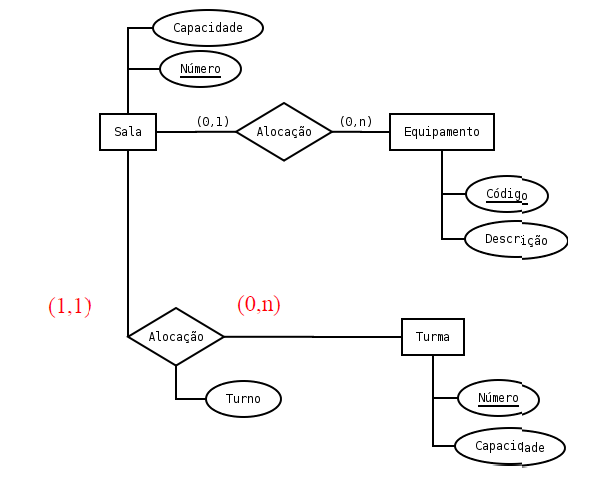 Capacidade
Número
Sala
(0,1)
Alocação
(0,n)
Equipamento
Código
Descrição
(1,1)
(0,n)
Alocação
Turma
Turno
Número
Capacidade